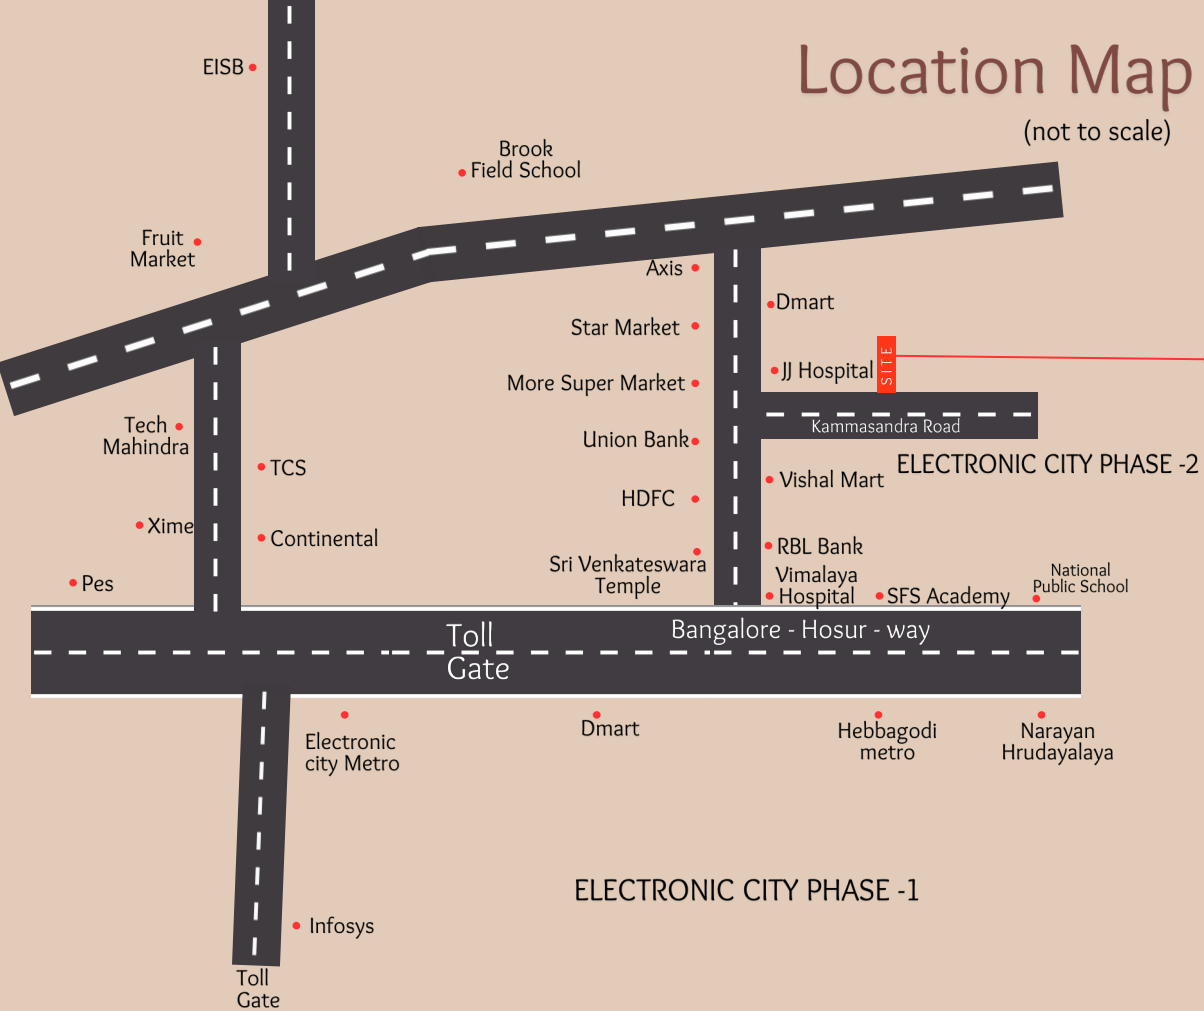 Location Map
(not to scale)
EISB
Brook
Field School
Fruit
Market
Axis
Dmart
Star Market
SITE
JJ Hospital
More Super Market
Kammasandra Road
Tech
Mahindra
Union Bank
ELECTRONIC CITY PHASE -2
TCS
Vishal Mart
HDFC
Xime
Continental
RBL Bank
Sri Venkateswara
Temple
Vimalaya
Hospital
SFS Academy
National
Public School
Pes
Toll
Gate
Bangalore - Hosur - way
Electronic
city Metro
Dmart
Hebbagodi
metro
Narayan
Hrudayalaya
ELECTRONIC CITY PHASE -1
Infosys
Toll
Gate